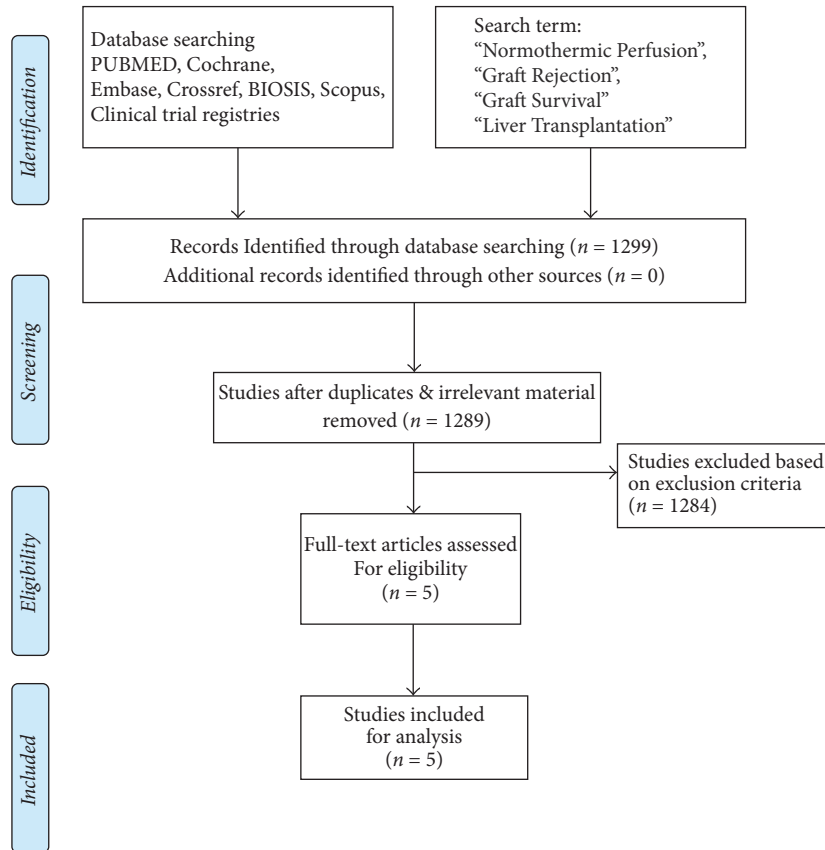 Identification
Database searching
PUBMED, Cochrane,
Embase, Crossref, BIOSIS, Scopus,
Clinical trial registries
Search term:
“Normothermic Perfusion”,
“Graft Rejection”,
“Graft Survival”
“Liver Transplantation”
Records Identified through database searching (n = 1299)
Additional records identified through other sources (n = 0)
Screening
Studies after duplicates & irrelevant material
removed (n = 1289)
Studies excluded based
on exclusion criteria
(n = 1284)
Eligibility
Full-text articles assessed
For eligibility
(n = 5)
Included
Studies included
for analysis
(n = 5)